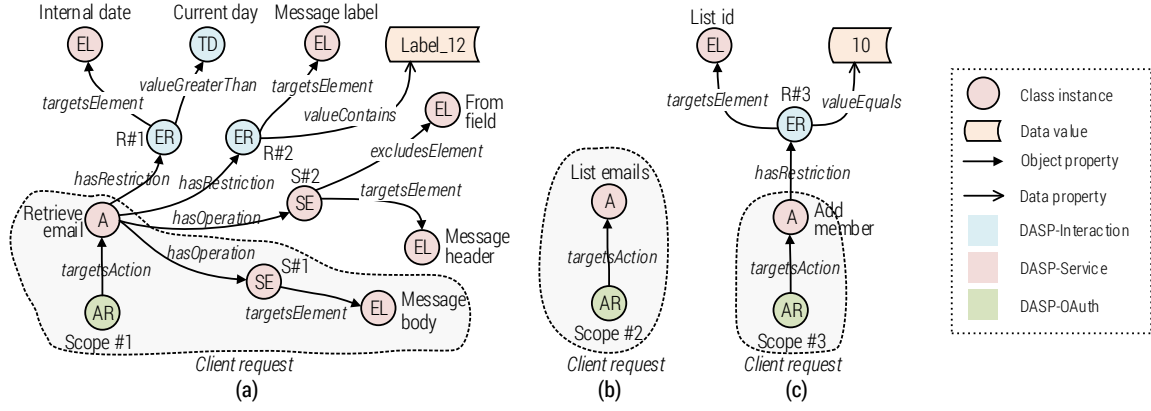 Internal date
Current day
Message label
EL
TD
EL
Label_12
targetsElement
valueGreaterThan
targetsElement
valueContains
EL
From
field
R#1
ER
ER
R#2
excludesElement
hasRestriction
hasRestriction
S#2
SE
targetsElement
Retrieve
email
A
hasOperation
hasOperation
EL
Message
header
targetsAction
S#1
SE
targetsElement
EL
Message
body
AR
Scope #1
Client request
(a)
List emails
A
targetsAction
AR
Scope #2
Client request
(b)
List id
EL
10
targetsElement
R#3
valueEquals
ER
hasRestriction
A
Add
member
targetsAction
AR
Scope #3
Client request
(c)
Class instance
Data value
Object property
Data property
DASP-Interaction
DASP-Service
DASP-OAuth